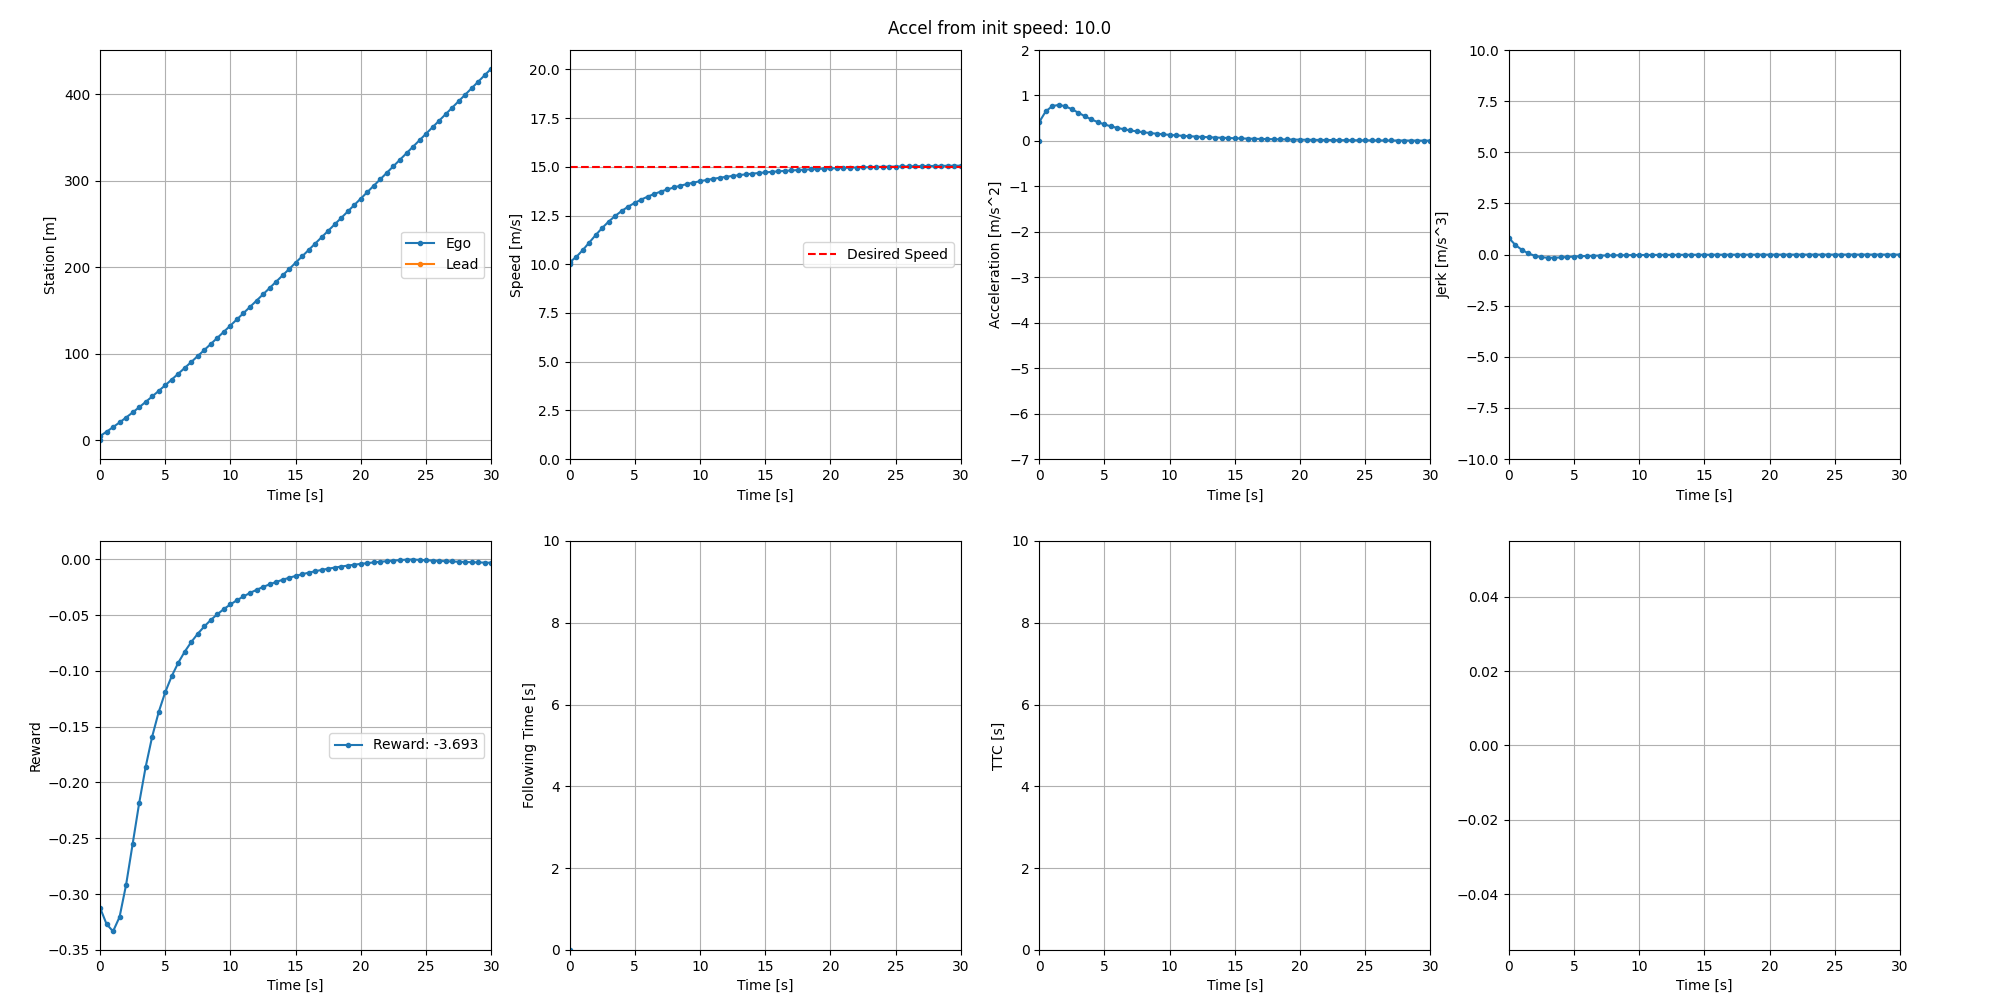 Accel from init speed: 10.0
Station [m]
400
300
200
100
0
Ego
Lead
0 5 10 15 20 25 30
Time [s]
Speed [m/s]
20.0
17.5
15.0
12.5
10.0
7.5
5.0
2.5
0.0
Desired Speed
0 5 10 15 20 25 30
Time [s]
Acceleration [m/s^2]
2
1
0
−1
−2
−3
−4
−5
−6
−7
0 5 10 15 20 25 30
Time [s]
Jerk [m/s^3]
10.0
7.5
5.0
2.5
0.0
−2.5
−5.0
−7.5
−10.0
0 5 10 15 20 25 30
Time [s]
Reward
0.00
−0.05
−0.10
−0.15
−0.20
−0.25
−0.30
−0.35
Reward: -3.693
0 5 10 15 20 25 30
Time [s]
Following Time [s]
10
8
6
4
2
0
0 5 10 15 20 25 30
Time [s]
TTC [s]
10
8
6
4
2
0
0 5 10 15 20 25 30
Time [s]
0.04
0.02
0.00
−0.02
−0.04
0 5 10 15 20 25 30
Time [s]